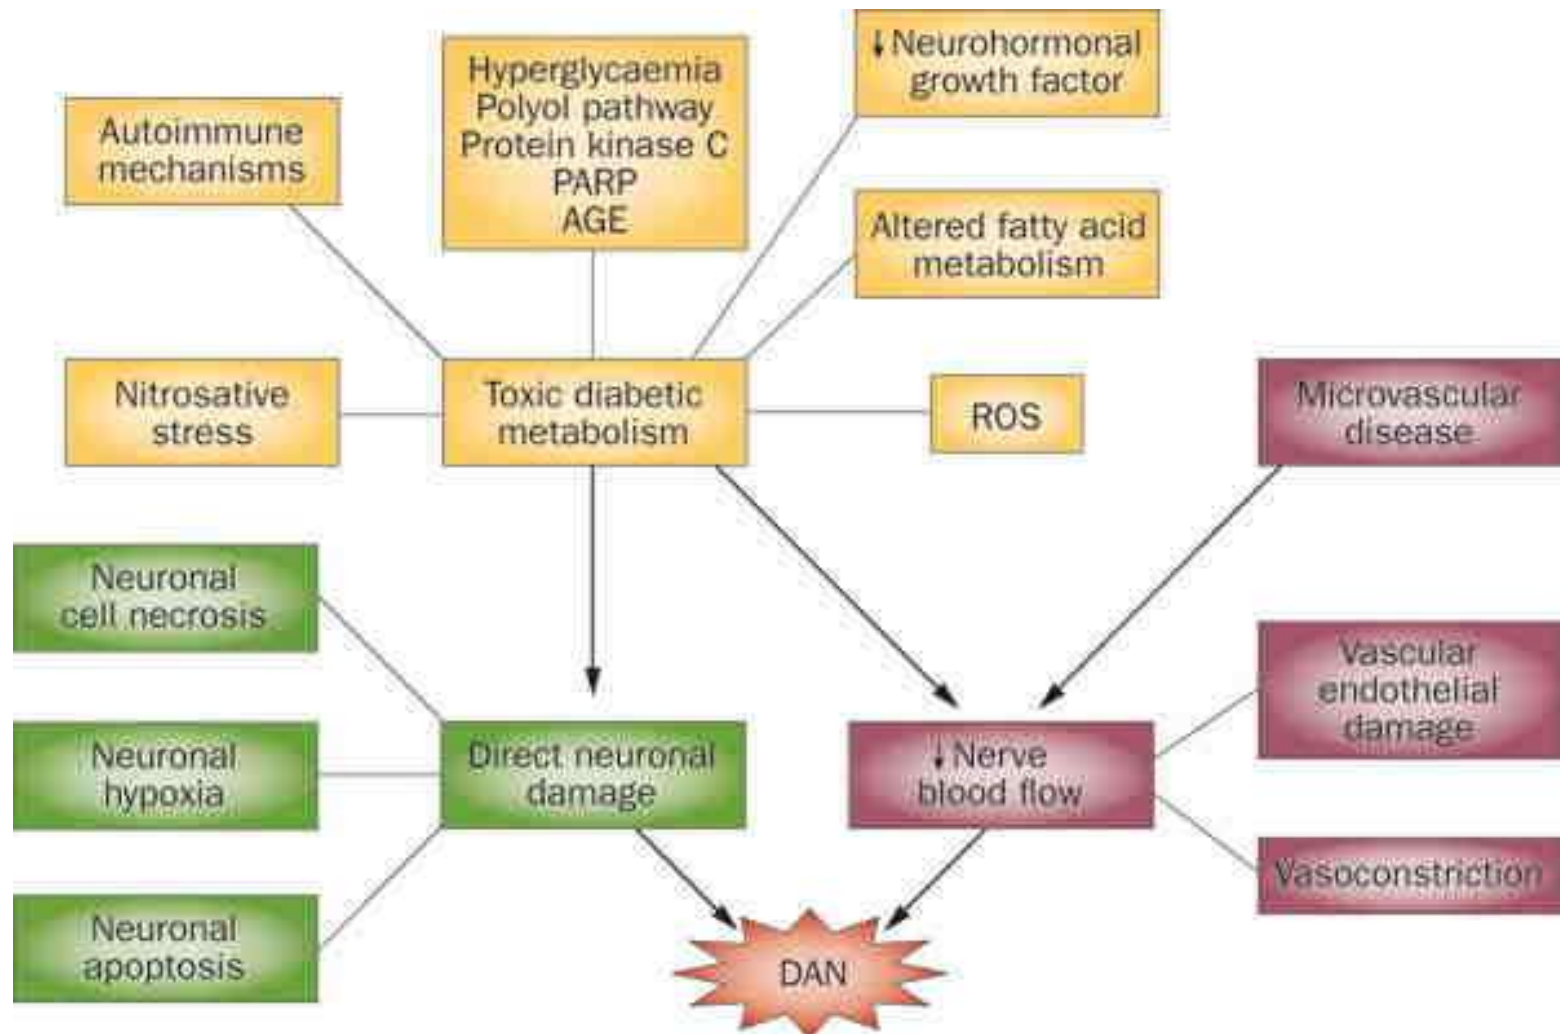 ↓ Neurohormonal
growth factor
Hyperglycaemia
Polyol pathway
Protein kinase C
PARP
AGE
Autoimmune
mechanisms
Altered fatty acid
metabolism
Nitrosative
stress
Toxic diabetic
metabolism
ROS
Microvascular
disease
Neuronal
cell necrosis
Vascular
endothelial
damage
Neuronal
hypoxia
Direct neuronal
damage
↓ Nerve
blood flow
Vasoconstriction
Neuronal
apoptosis
DAN